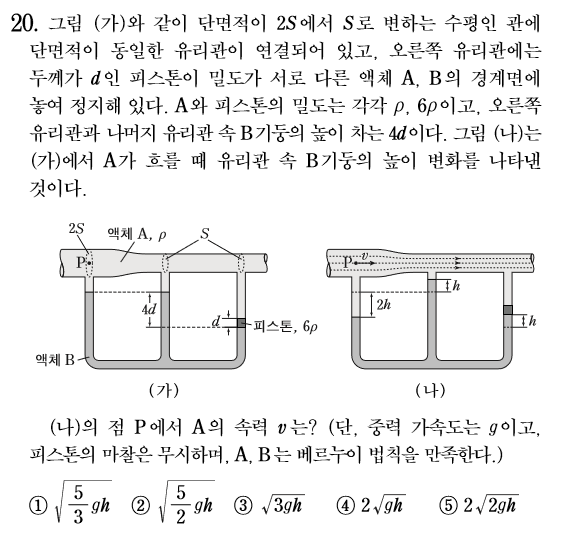 20. 그림 (가)와 같이 단면적이 2S에서 S로 변하는 수평인 관에
단면적이 동일한 유리관이 연결되어 있고, 오른쪽 유리관에는
두께가 d인 피스톤이 밀도가 서로 다른 액체 A, B의 경계면에
놓여 정지해 있다. A와 피스톤의 밀도는 각각 ρ, 6ρ이고, 오른쪽
유리관과 나머지 유리관 속 B기둥의 높이 차는 4d이다. 그림 (나)는
(가)에서 A가 흐를 때 유리관 속 B기둥의 높이 변화를 나타낸
것이다.
2S
액체 A, ρ
S
P
4d
d
피스톤, 6ρ
액체 B
(가)
P
v
h
2h
h
(나)
(나)의 점 P에서 A의 속력 v는? (단, 중력 가속도는 g이고,
피스톤의 마찰은 무시하며, A, B는 베르누이 법칙을 만족한다.)
① √(5/3 gh) ② √(5/2 gh) ③ √3gh ④ 2√gh ⑤ 2√2gh